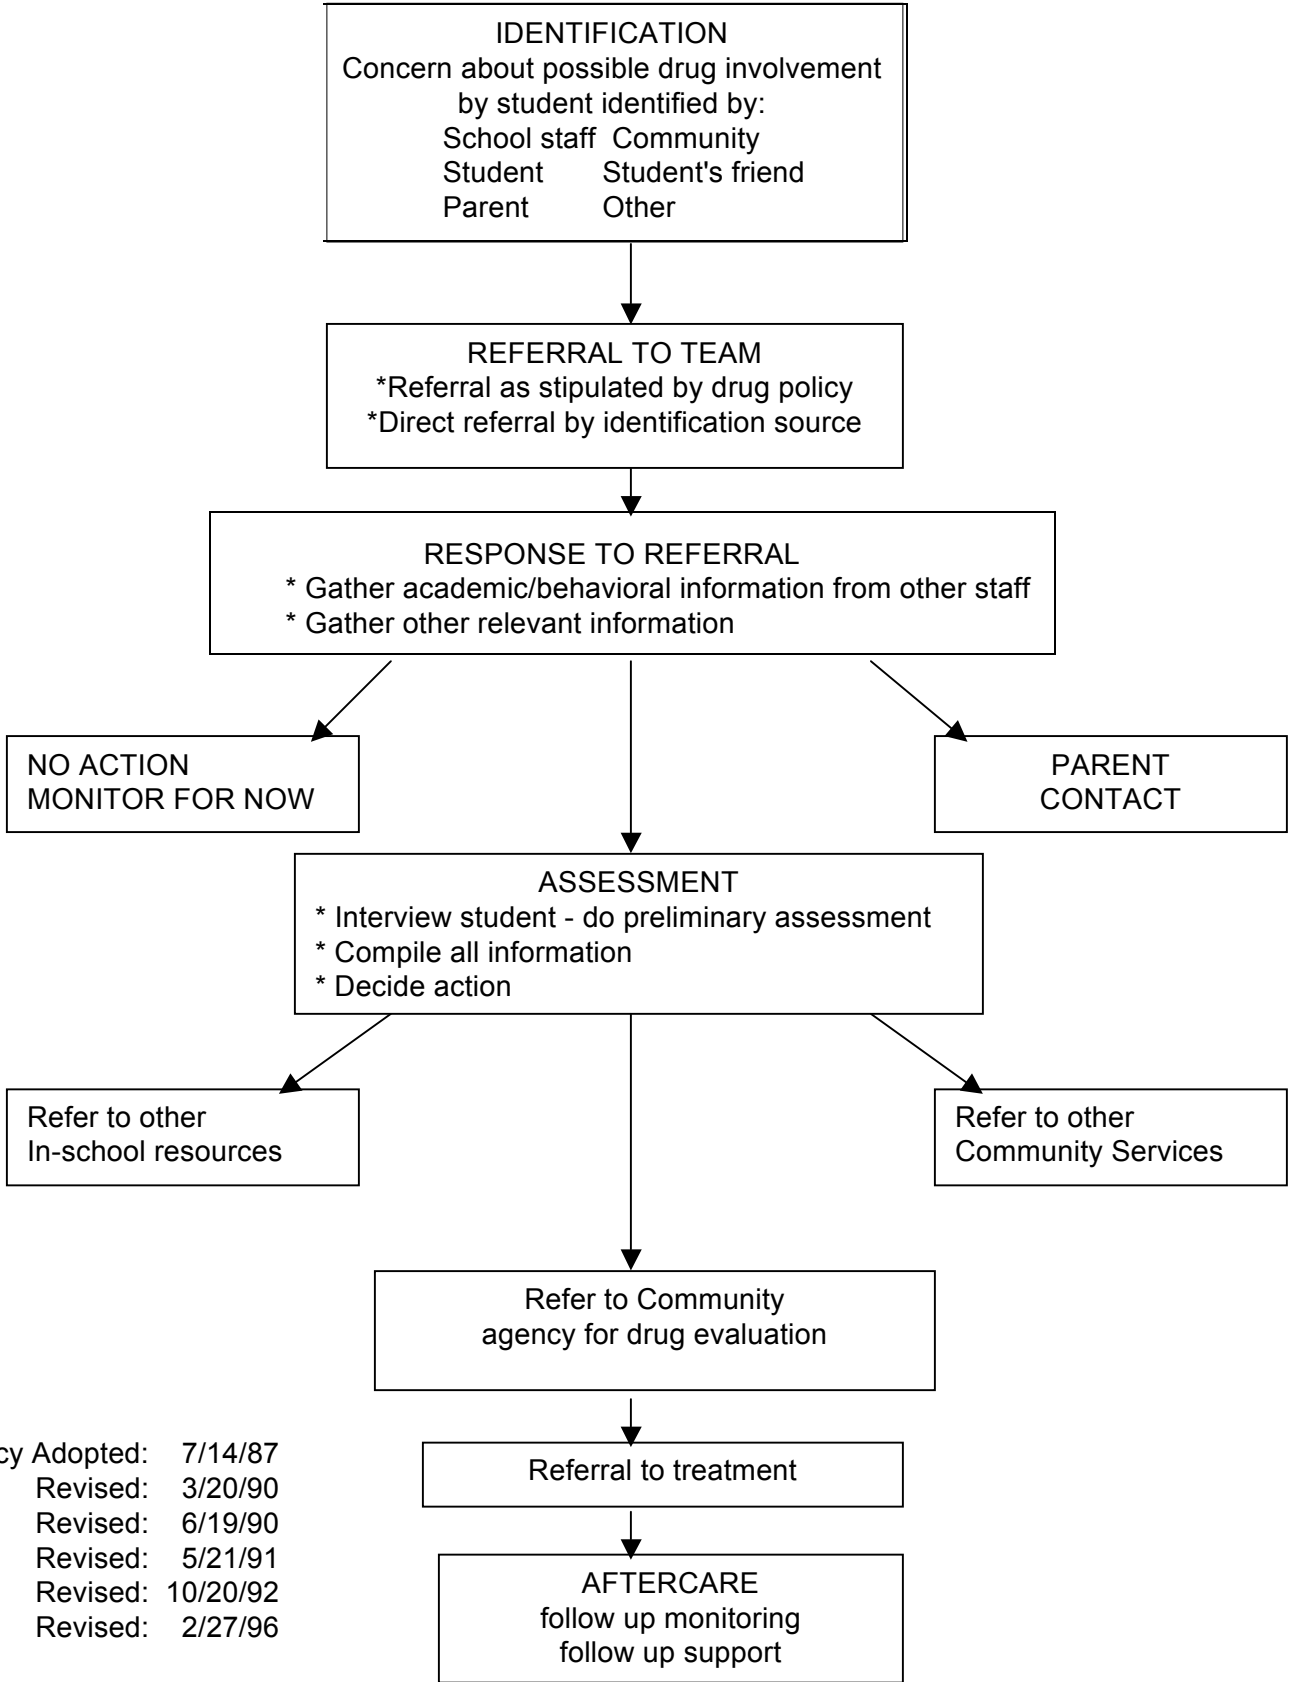 IDENTIFICATION
Concern about possible drug involvement
by student identified by:
School staff Community
Student Student's friend
Parent Other
REFERRAL TO TEAM
*Referral as stipulated by drug policy
*Direct referral by identification source
RESPONSE TO REFERRAL
* Gather academic/behavioral information from other staff
* Gather other relevant information
NO ACTION
MONITOR FOR NOW
PARENT
CONTACT
ASSESSMENT
* Interview student - do preliminary assessment
* Compile all information
* Decide action
Refer to other
In-school resources
Refer to other
Community Services
Refer to Community
agency for drug evaluation
Referral to treatment
AFTERCARE
follow up monitoring
follow up support
cy Adopted: 7/14/87
Revised: 3/20/90
Revised: 6/19/90
Revised: 5/21/91
Revised: 10/20/92
Revised: 2/27/96